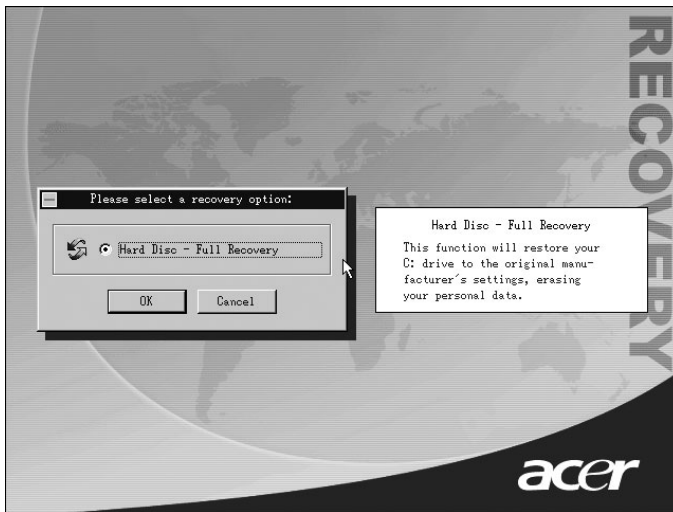 RECOVERY
Please select a recovery option:
Hard Disc - Full Recovery
OK
Cancel
Hard Disc - Full Recovery
This function will restore your
C: drive to the original manu-
facturer´s settings, erasing
your personal data.
acer